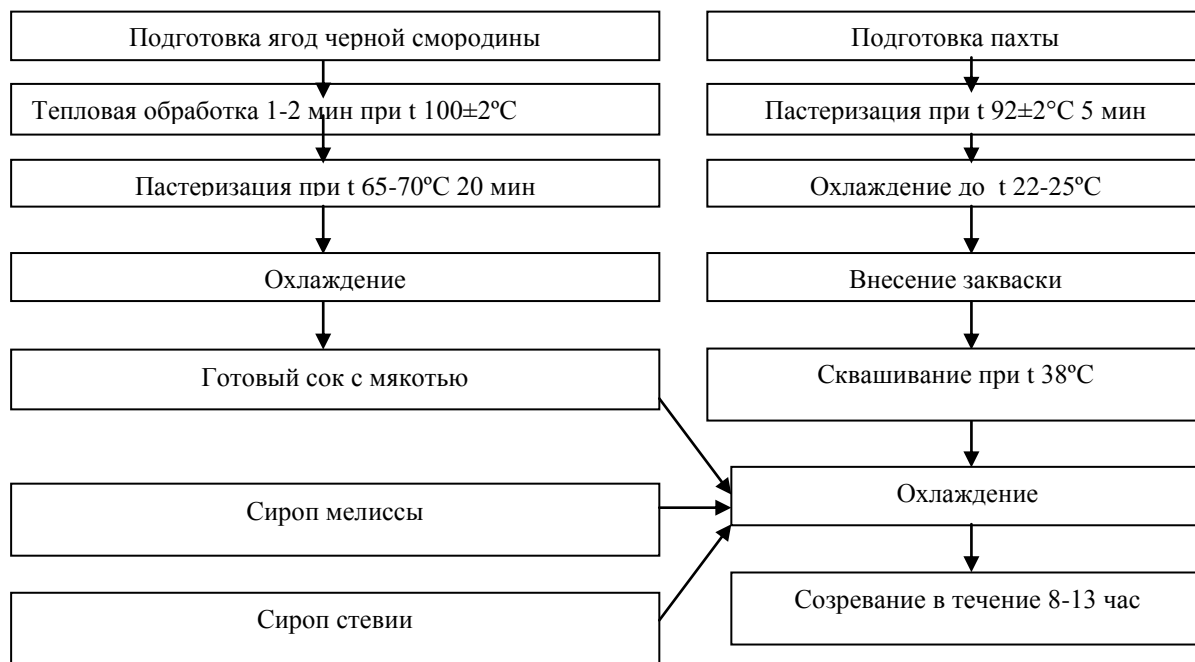 Подготовка ягод черной смородины
Тепловая обработка 1-2 мин при t 100±2ºС
Пастеризация при t 65-70ºС 20 мин
Охлаждение
Готовый сок с мякотью
Сироп мелиссы
Сироп стевии
Подготовка пахты
Пастеризация при t 92±2°С 5 мин
Охлаждение до t 22-25ºС
Внесение закваски
Сквашивание при t 38ºС
Охлаждение
Созревание в течение 8-13 час